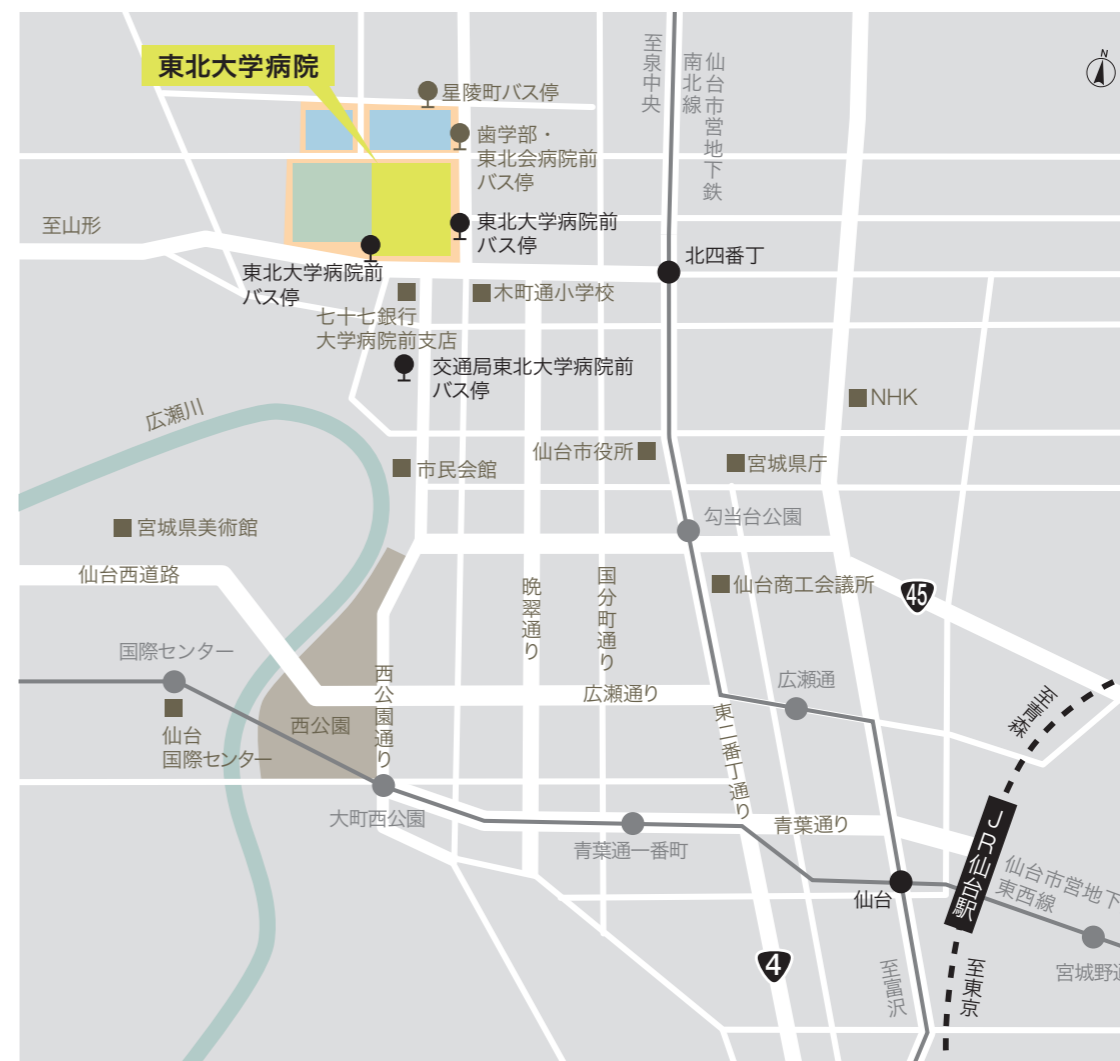 東北大学病院
N
至泉中央
仙台市営地下鉄
南北線
星陵町バス停
歯学部・
東北会病院前
バス停
至山形
東北大学病院前
バス停
北四番丁
東北大学病院前
バス停
木町通小学校
七十七銀行
大学病院前支店
交通局東北大学病院前
バス停
NHK
広瀬川
仙台市役所
宮城県庁
市民会館
勾当台公園
宮城県美術館
仙台西道路
仙台商工会議所
45
晩翠通り
国分町通り
国際センター
西公園通り
広瀬通り
広瀬通
至青森
西公園
仙台
国際センター
東二番丁通り
大町西公園
青葉通一番町
青葉通り
JR仙台駅
仙台市営地下
東西線
仙台
4
至富沢
至東京
宮城野通